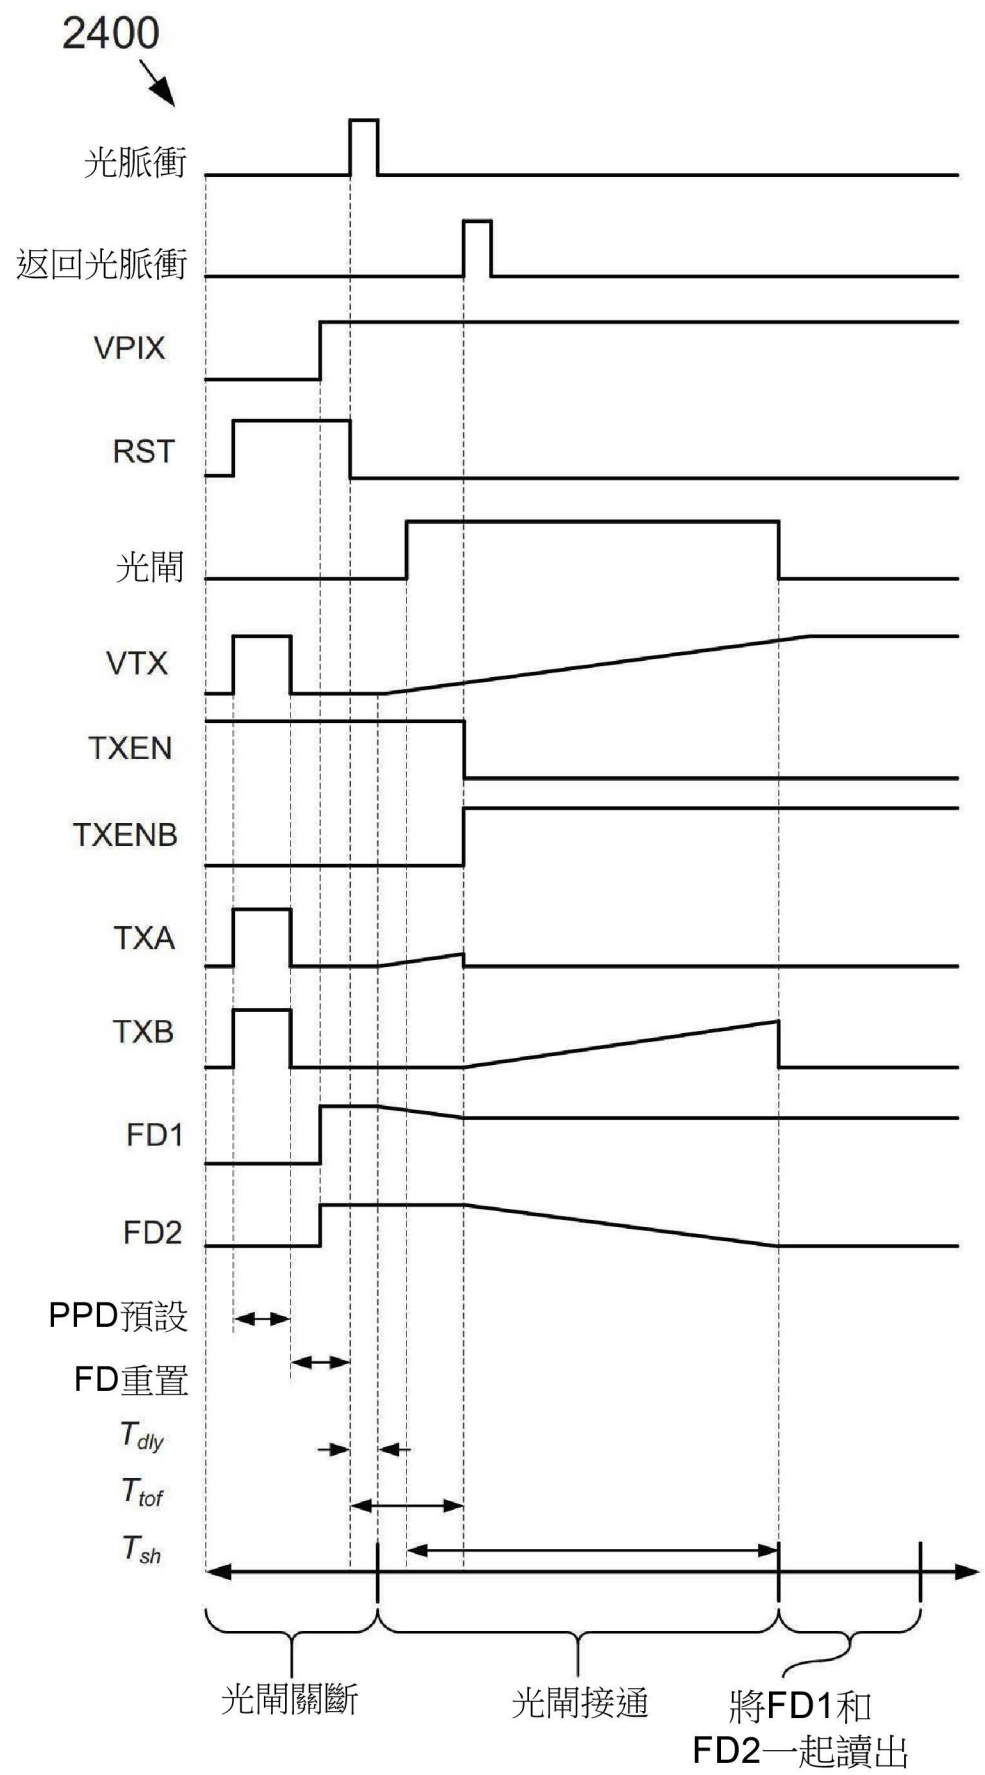 2400
光脈衝
返回光脈衝
VPIX
RST
光閘
VTX
TXEN
TXENB
TXA
TXB
FD1
FD2
PPD預設
FD重置
Tdly
Ttof
Tsh
光閘關斷
光閘接通
將FD1和
FD2一起讀出